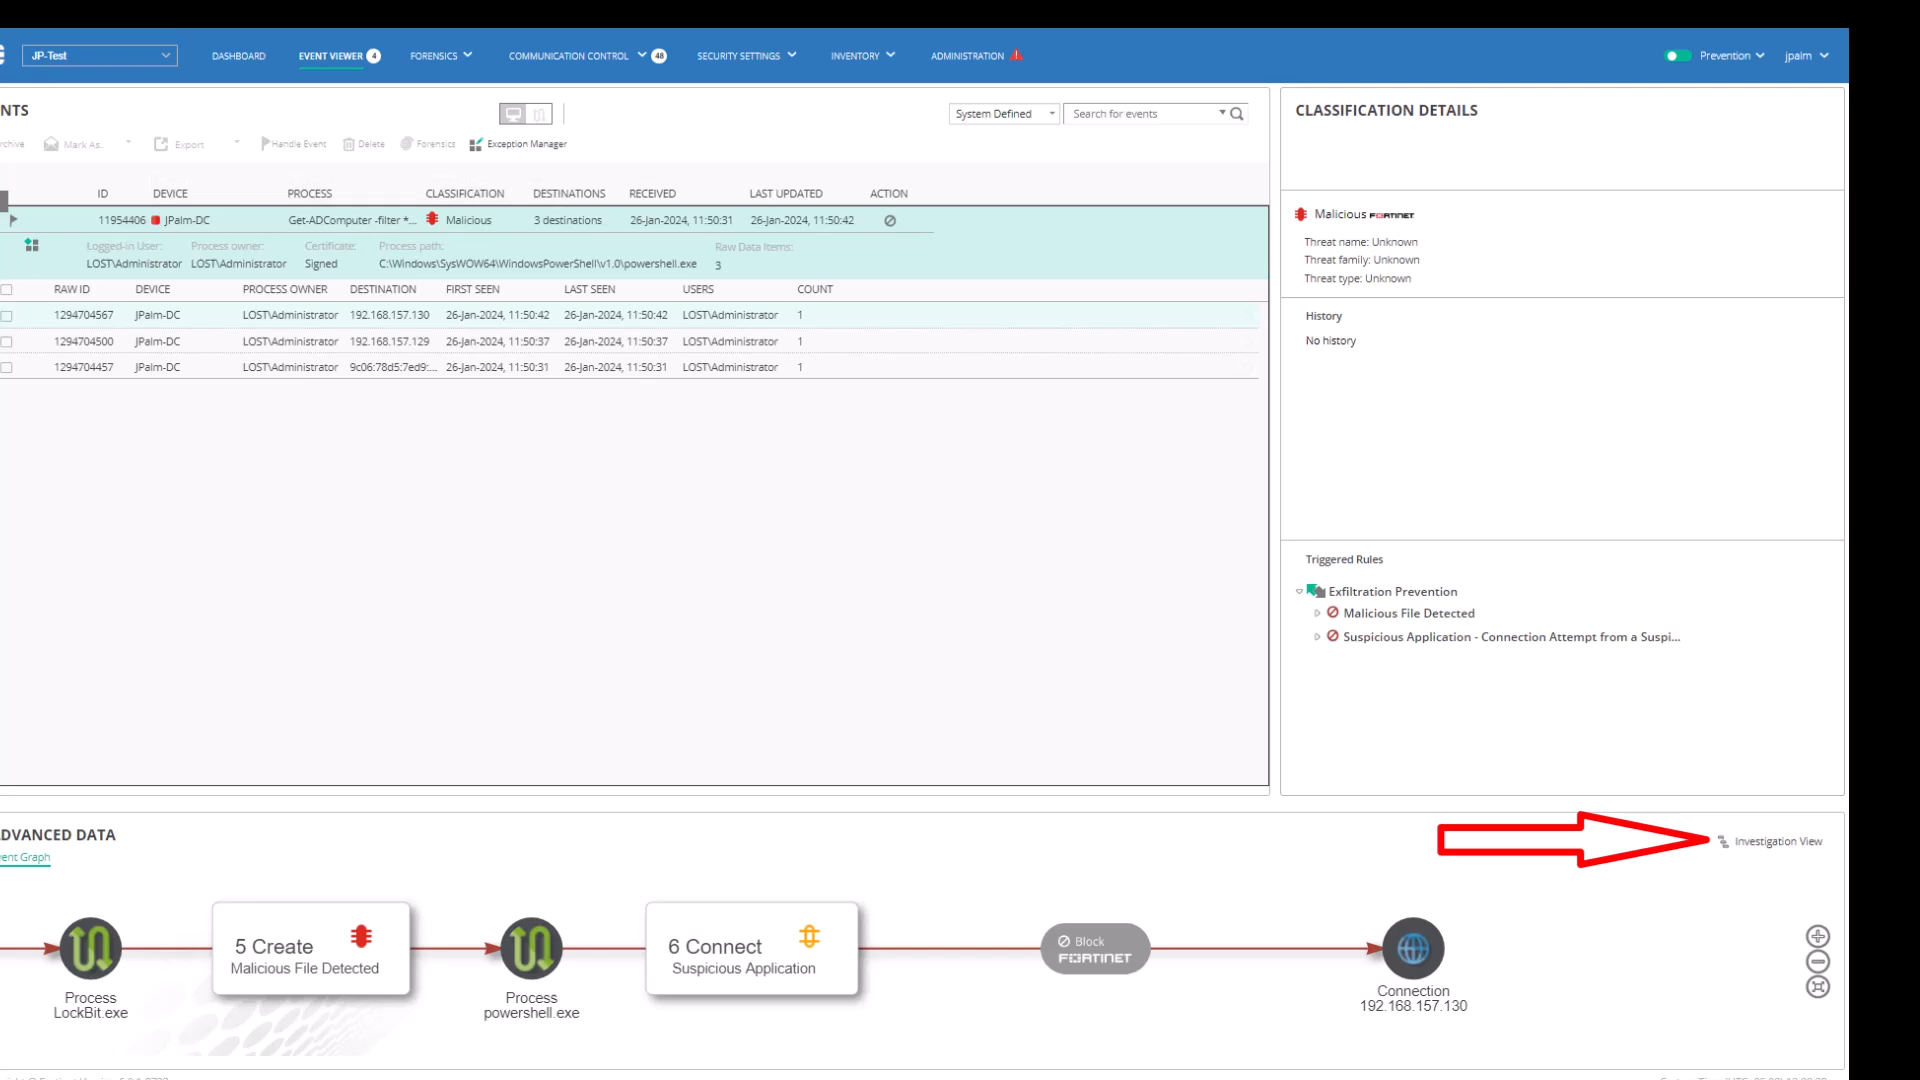 JP-Test DASHBOARD EVENT VIEWER 4 FORENSICS COMMUNICATION CONTROL 48 SECURITY SETTINGS INVENTORY ADMINISTRATION Prevention jpalm
NTS System Defined Search for events
rchive Mark As. Export Handle Event Delete Forensics Exception Manager
ID DEVICE PROCESS CLASSIFICATION DESTINATIONS RECEIVED LAST UPDATED ACTION
11954406 JPalm-DC Get-ADComputer -filter *... Malicious 3 destinations 26-Jan-2024, 11:50:31 26-Jan-2024, 11:50:42
Logged-in User: Process owner: Certificate: Process path: Raw Data Items:
LOST\Administrator LOST\Administrator Signed C:\Windows\SysWOW64\WindowsPowerShell\v1.0\powershell.exe 3
RAW ID DEVICE PROCESS OWNER DESTINATION FIRST SEEN LAST SEEN USERS COUNT
1294704567 JPalm-DC LOST\Administrator 192.168.157.130 26-Jan-2024, 11:50:42 26-Jan-2024, 11:50:42 LOST\Administrator 1
1294704500 JPalm-DC LOST\Administrator 192.168.157.129 26-Jan-2024, 11:50:37 26-Jan-2024, 11:50:37 LOST\Administrator 1
1294704457 JPalm-DC LOST\Administrator 9c06:78d5:7ed9:... 26-Jan-2024, 11:50:31 26-Jan-2024, 11:50:31 LOST\Administrator 1
CLASSIFICATION DETAILS
Malicious FORTINET
Threat name: Unknown
Threat family: Unknown
Threat type: Unknown
History
No history
Triggered Rules
Exfiltration Prevention
Malicious File Detected
Suspicious Application - Connection Attempt from a Suspi...
DVANCED DATA
ent Graph
Investigation View
Process
LockBit.exe
5 Create
Malicious File Detected
Process
powershell.exe
6 Connect
Suspicious Application
Block
FORTINET
Connection
192.168.157.130